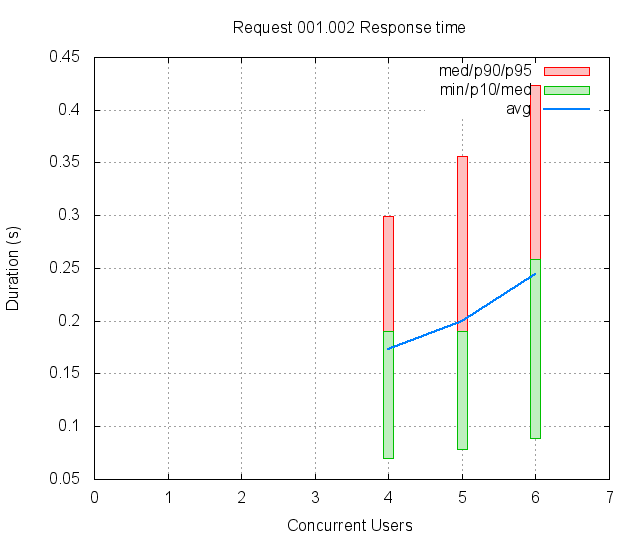 Request 001.002 Response time
med/p90/p95
min/p10/med
avg
0.45
0.4
0.35
0.3
0.25
0.2
0.15
0.1
0.05
0 1 2 3 4 5 6 7
Duration (s)
Concurrent Users